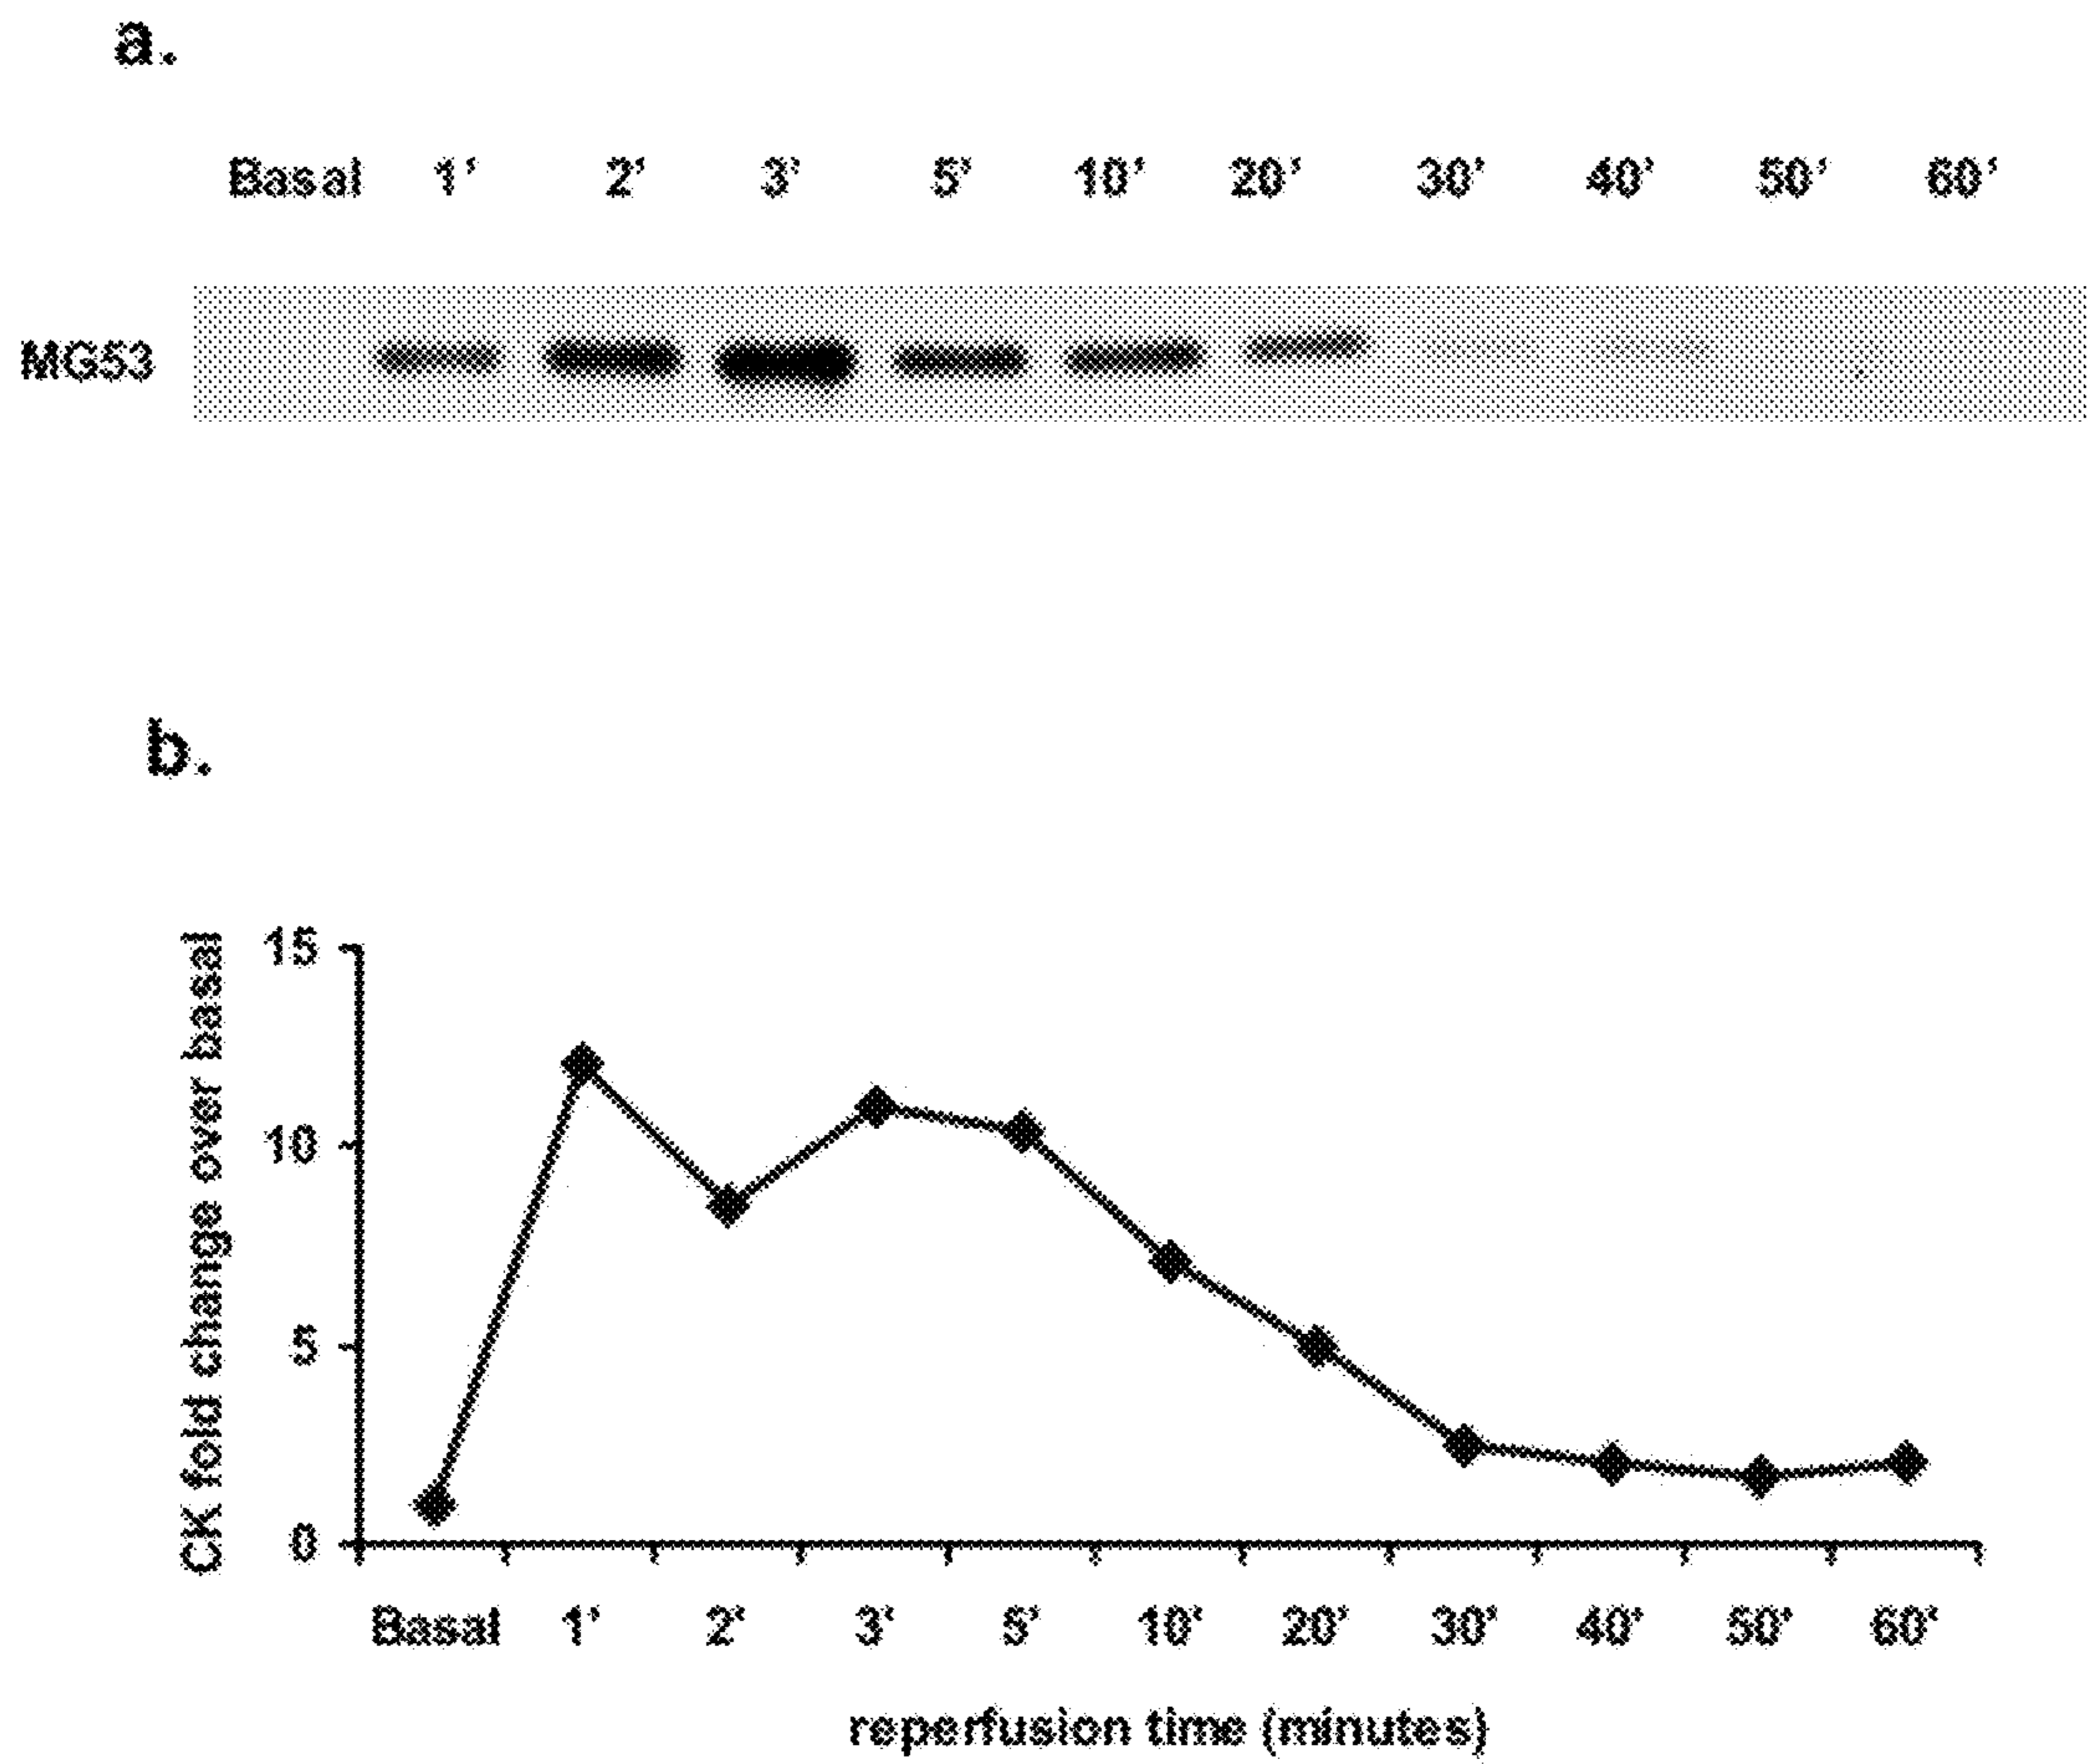 a.
Basal 1' 2' 3' 5' 10' 20' 30' 40' 50' 60'
MG53
b.
CK fold change over basal
15
10
5
0
Basal 1' 2' 3' 5' 10' 20' 30' 40' 50' 60'
reperfusion time (minutes)